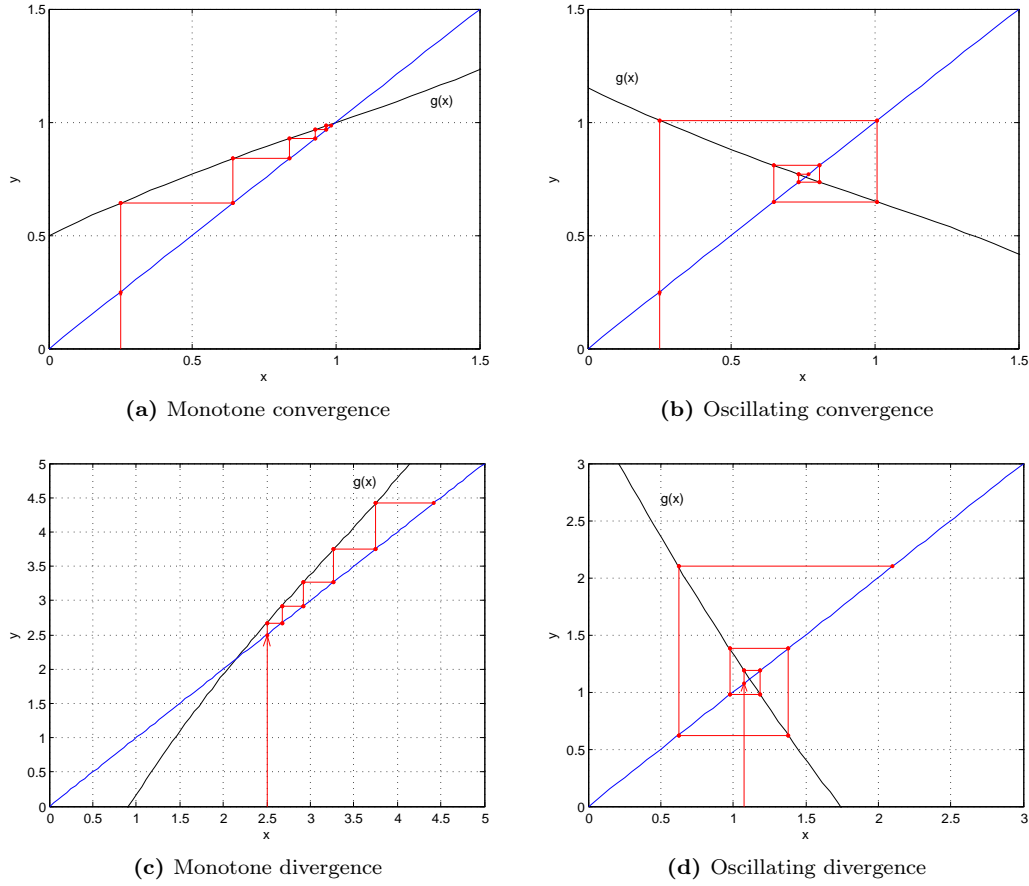 1.5
g(x)
1
y
0.5
0
0 0.5 1 1.5
x
(a) Monotone convergence
1.5
g(x)
1
y
0.5
0
0 0.5 1 1.5
x
(b) Oscillating convergence
5
g(x)
4.5
4
3.5
3
2.5
y
2
1.5
1
0.5
0
0 0.5 1 1.5 2 2.5 3 3.5 4 4.5 5
x
(c) Monotone divergence
3
g(x)
2.5
2
1.5
y
1
0.5
0
0 0.5 1 1.5 2 2.5 3
x
(d) Oscillating divergence